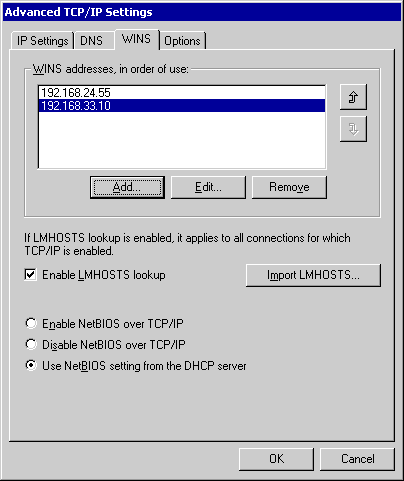 Advanced TCP/IP Settings
IP Settings DNS WINS Options
WINS addresses, in order of use:
192.168.24.55
192.168.33.10
Add... Edit... Remove
If LMHOSTS lookup is enabled, it applies to all connections for which
TCP/IP is enabled.
Enable LMHOSTS lookup Import LMHOSTS...
Enable NetBIOS over TCP/IP
Disable NetBIOS over TCP/IP
Use NetBIOS setting from the DHCP server
OK Cancel